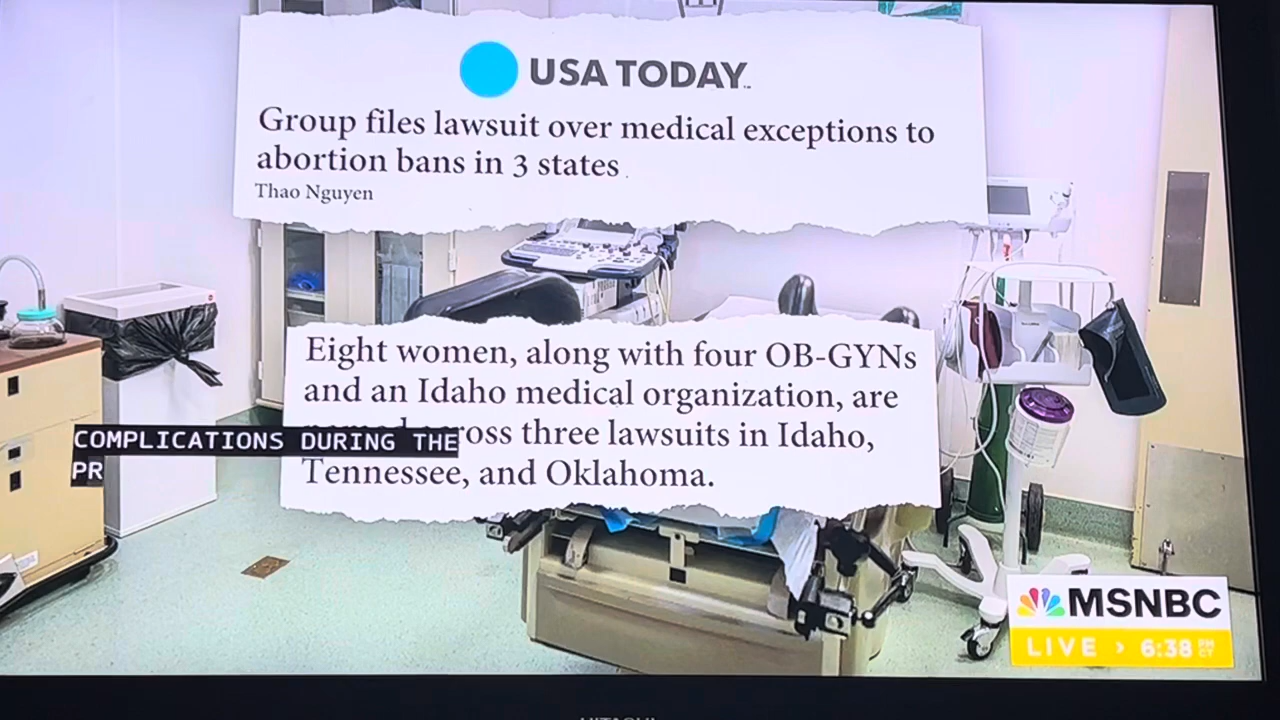 USA TODAY
Group files lawsuit over medical exceptions to
abortion bans in 3 states
Thao Nguyen
Eight women, along with four OB-GYNs
and an Idaho medical organization, are
three lawsuits in Idaho,
Tennessee, and Oklahoma.
COMPLICATIONS DURING THE
PR
MSNBC
LIVE > 6:38 PM